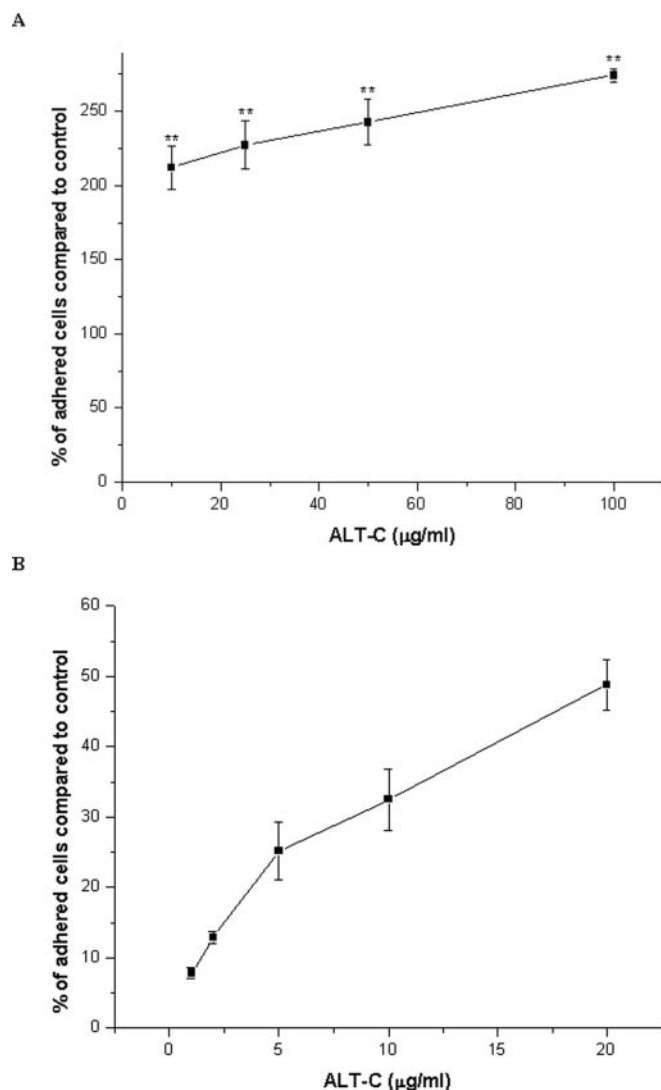 A
% of adhered cells compared to control
250
200
150
100
50
0
** ** ** **
0 20 40 60 80 100
ALT-C (μg/ml)
B
% of adhered cells compared to control
60
50
40
30
20
10
0
0 5 10 15 20
ALT-C (μg/ml)